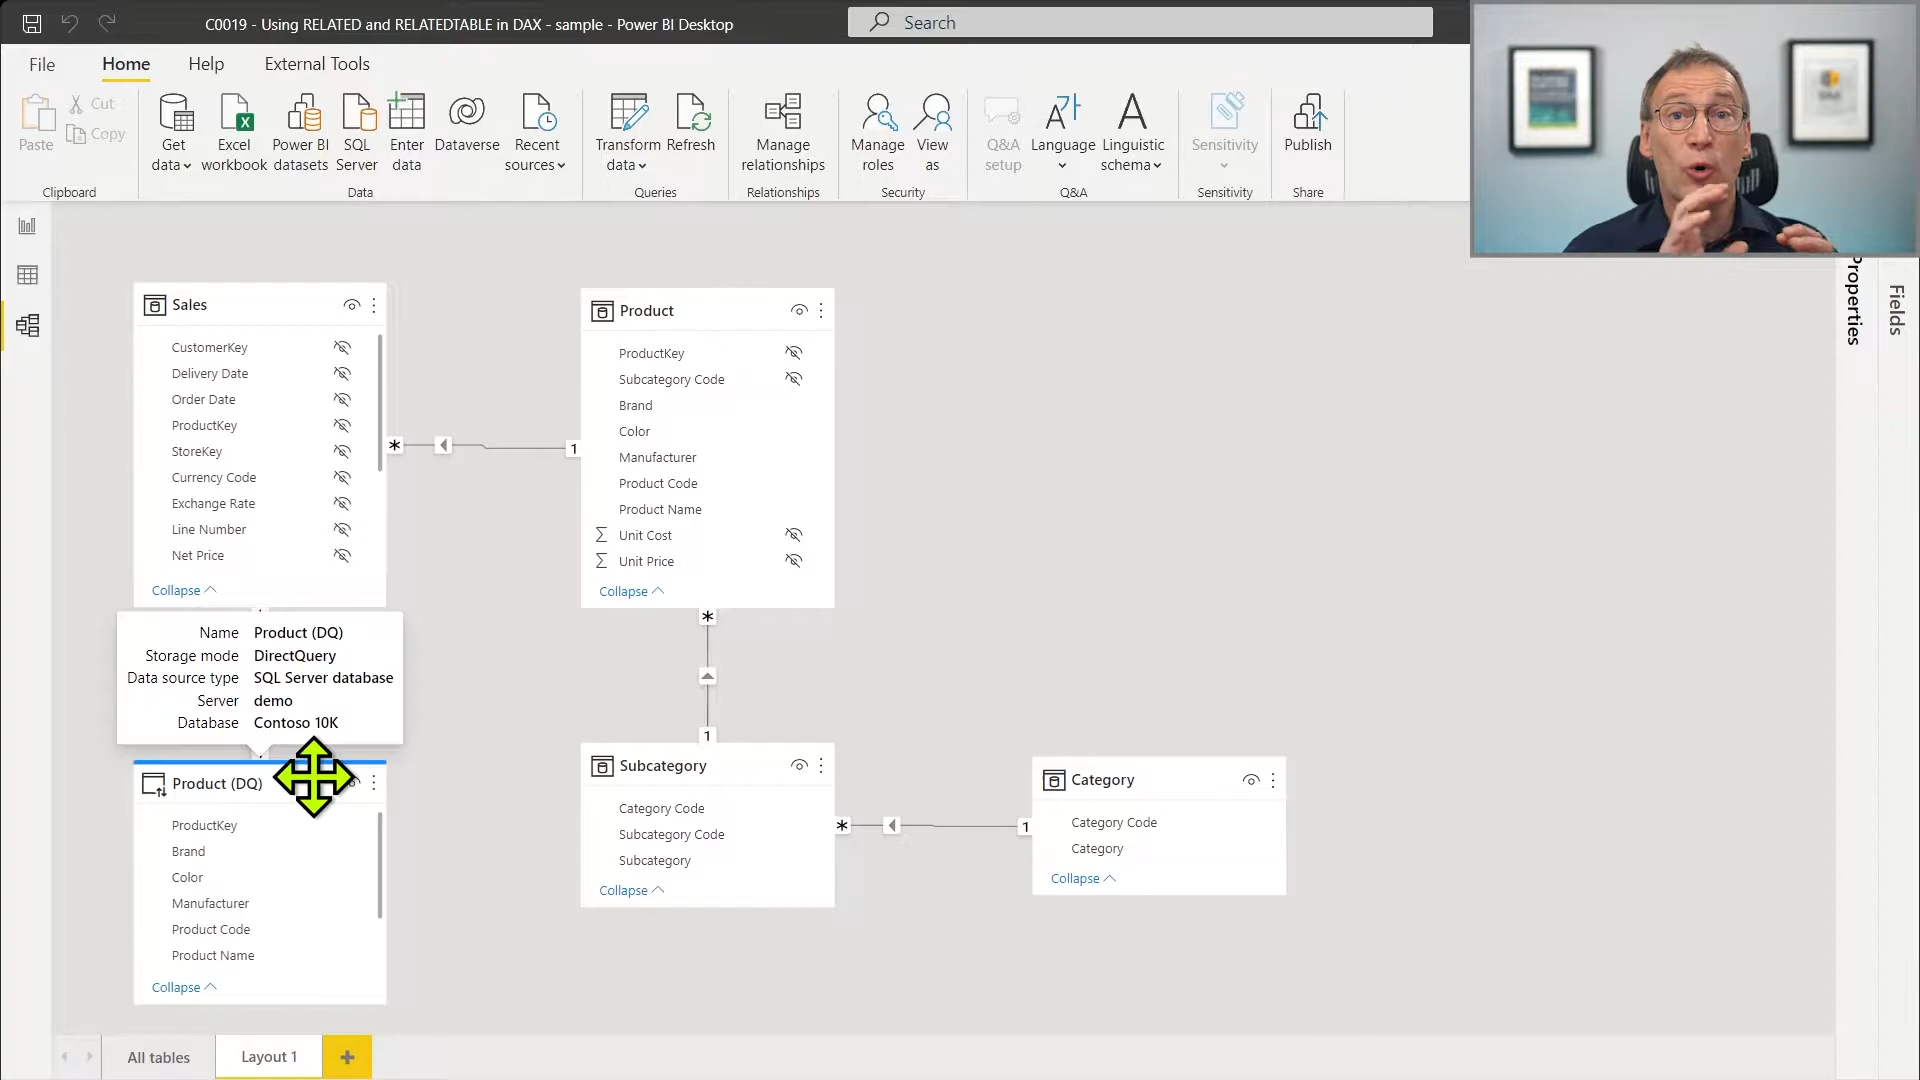 C0019 - Using RELATED and RELATEDTABLE in DAX - sample - Power BI Desktop
Search
File
Home
Help
External Tools
Paste
Cut
Copy
Get data
Excel workbook
Power BI datasets
SQL Server
Enter data
Dataverse
Recent sources
Transform data
Refresh
Manage relationships
Manage roles
View as
Q&A setup
Language
Linguistic schema
Sensitivity
Publish
Clipboard
Data
Queries
Relationships
Security
Q&A
Sensitivity
Share
Properties
Fields
Sales
CustomerKey
Delivery Date
Order Date
ProductKey
StoreKey
Currency Code
Exchange Rate
Line Number
Net Price
Collapse
*
1
Product
ProductKey
Subcategory Code
Brand
Color
Manufacturer
Product Code
Product Name
Unit Cost
Unit Price
Collapse
*
1
Name Product (DQ)
Storage mode DirectQuery
Data source type SQL Server database
Server demo
Database Contoso 10K
Product (DQ)
ProductKey
Brand
Color
Manufacturer
Product Code
Product Name
Collapse
Subcategory
Category Code
Subcategory Code
Subcategory
Collapse
*
1
Category
Category Code
Category
Collapse
All tables
Layout 1
+